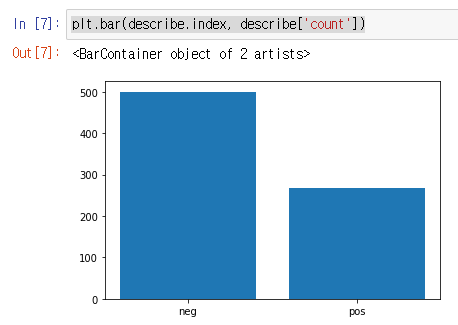 In [7]: plt.bar(describe.index, describe['count'])
Out[7]: <BarContainer object of 2 artists>
500
400
300
200
100
0
neg pos